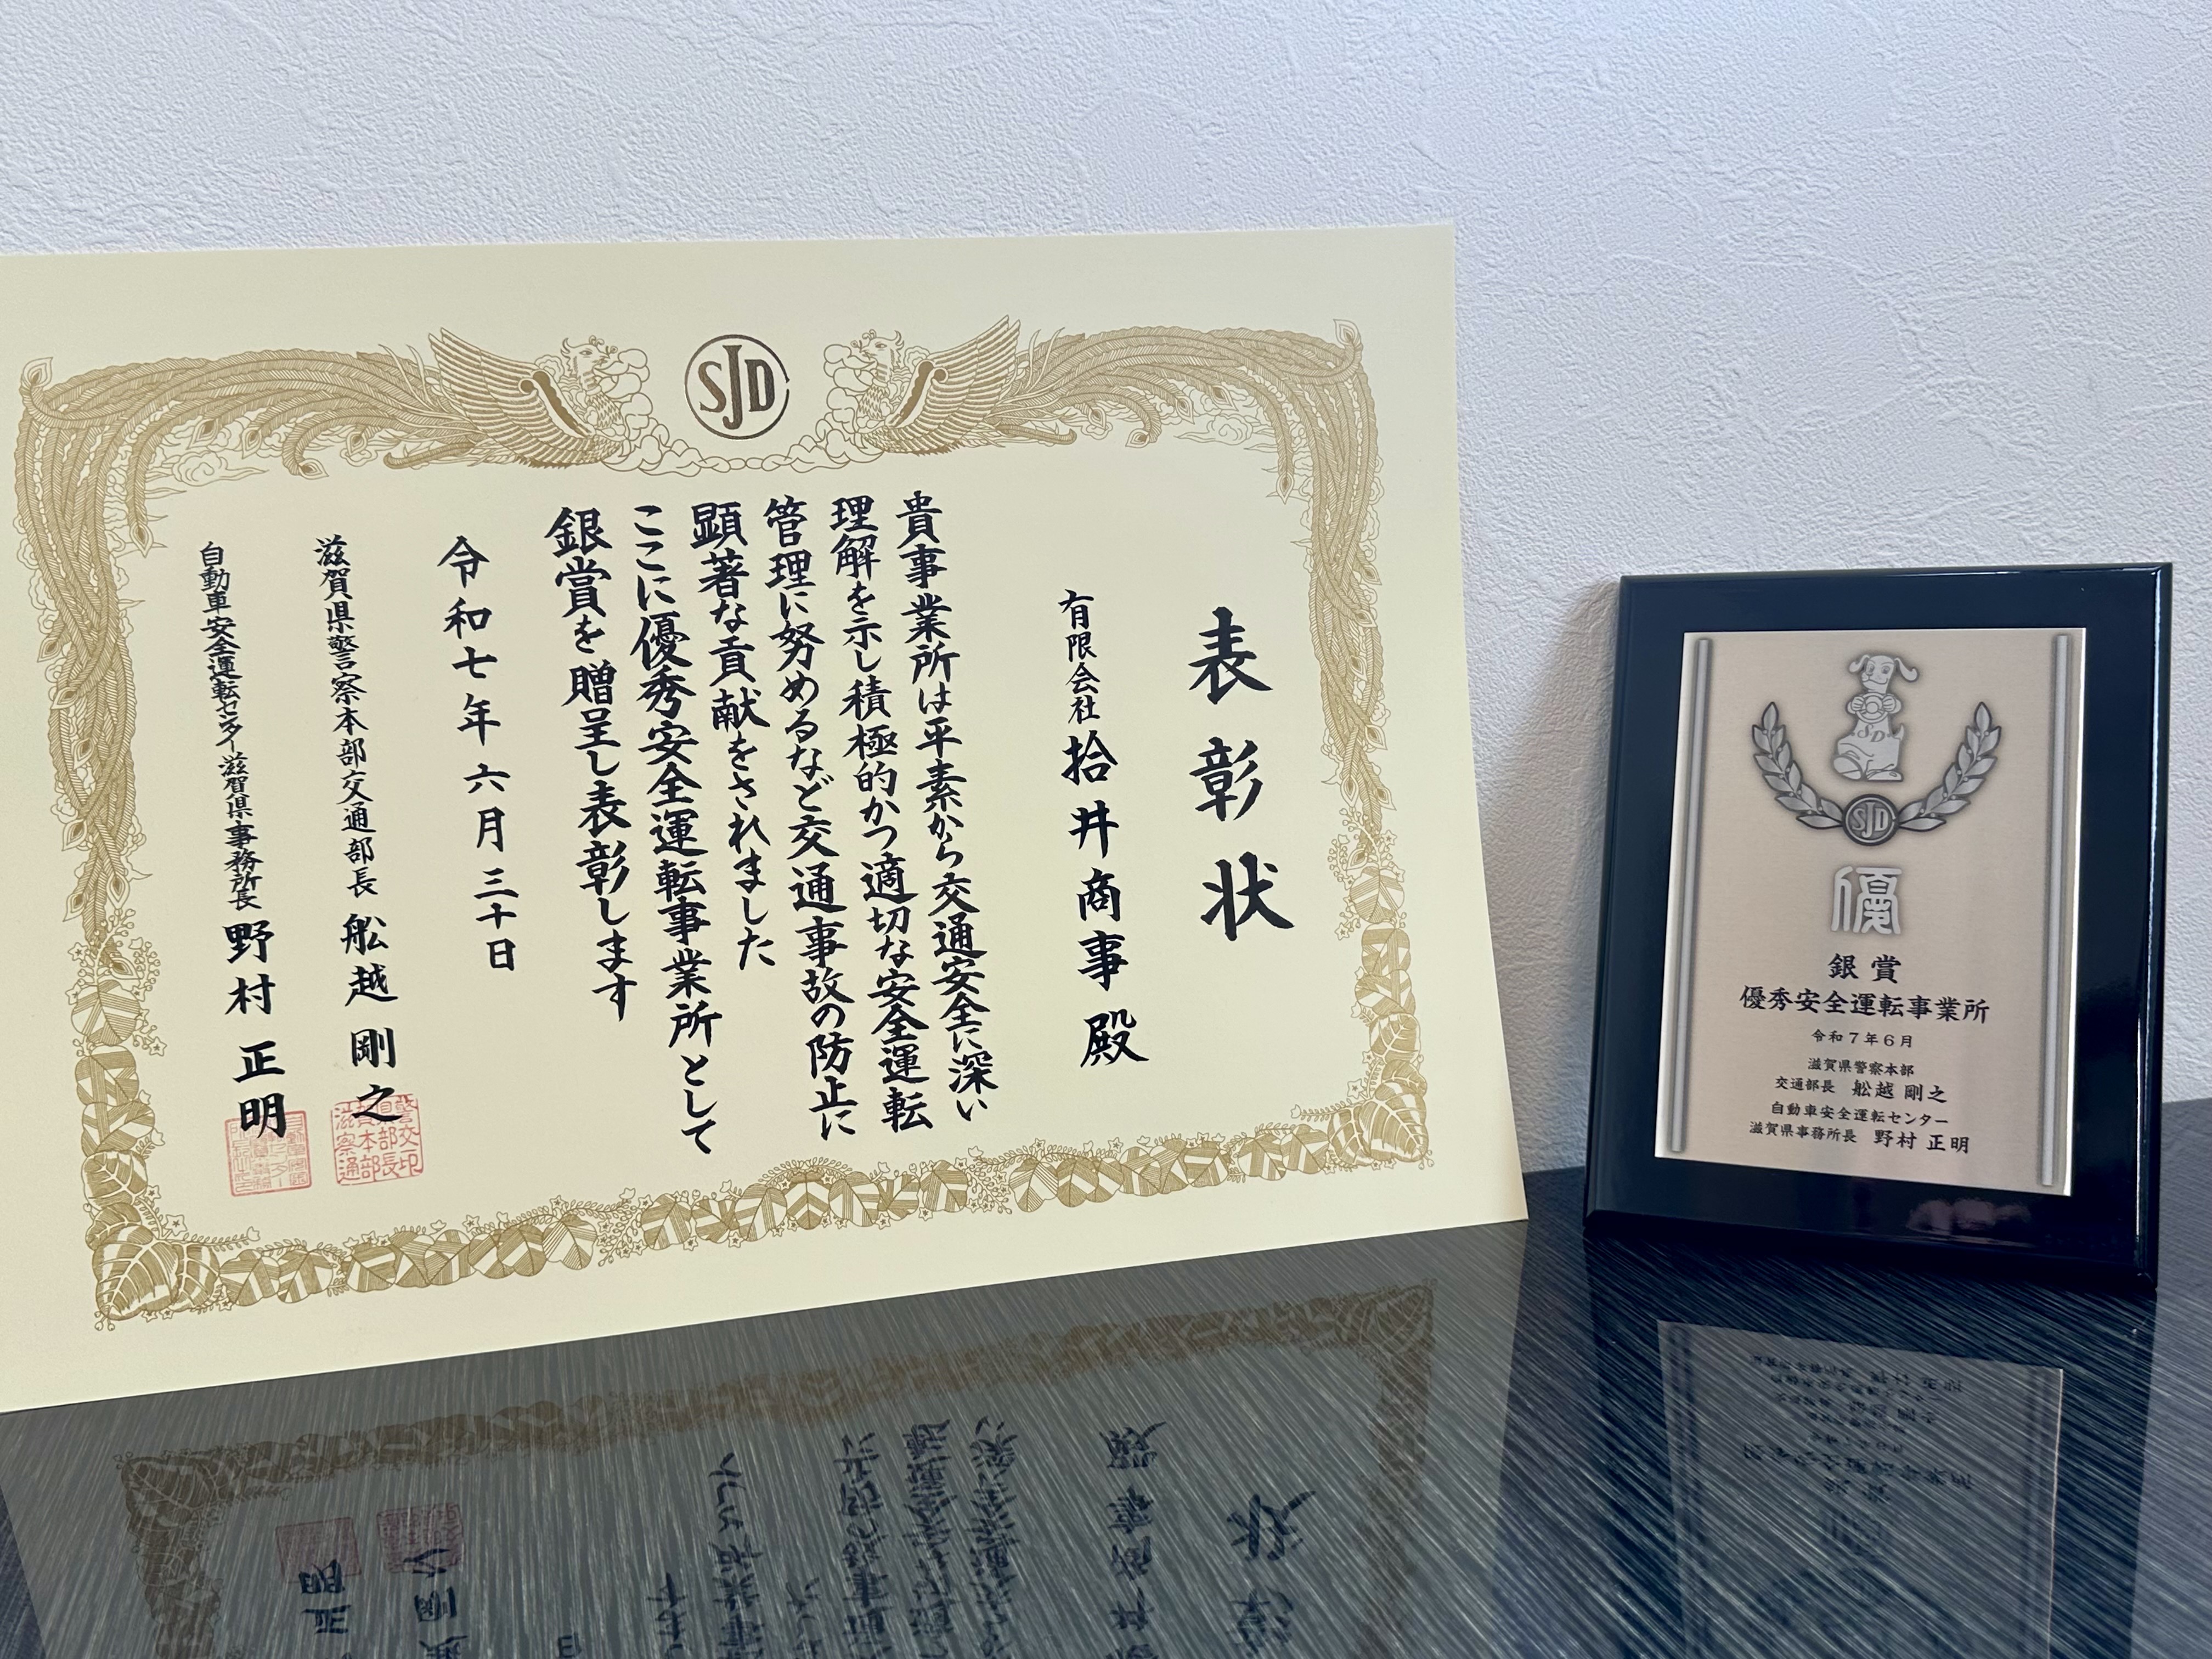 SJD
表彰状
有限会社 拾井商事 殿
貴事業所は平素から交通安全に深い
理解を示し積極的かつ適切な安全運転
管理に努めるなど交通事故の防止に
顕著な貢献をされました
ここに優秀安全運転事業所として
銀賞を贈呈し表彰します
令和七年六月三十日
滋賀県警察本部交通部長 舩越 剛之
自動車安全運転センター滋賀県事務所長 野村 正明
SD
SJD
優
銀賞
優秀安全運転事業所
令和7年6月
滋賀県警察本部
交通部長 舩越 剛之
自動車安全運転センター
滋賀県事務所長 野村 正明